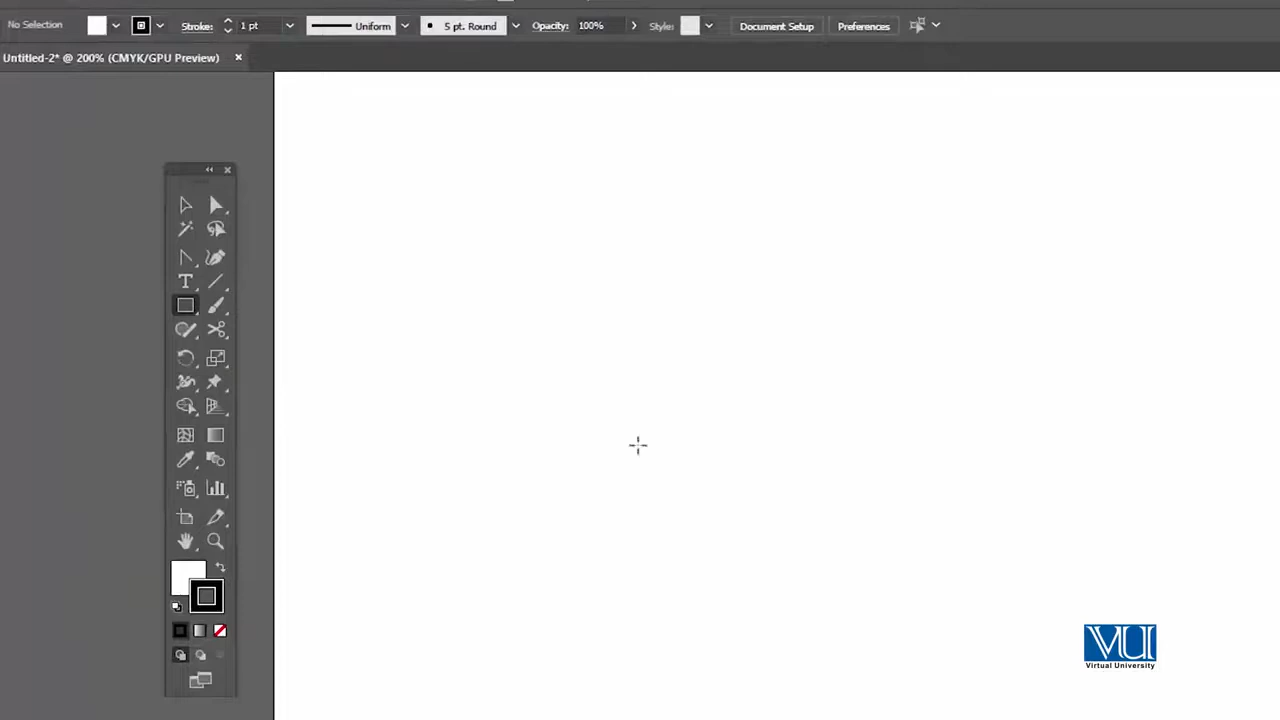 No Selection Stroke: 1 pt Uniform 5 pt. Round Opacity: 100% Style: Document Setup Preferences
Untitled-2* @ 200% (CMYK/GPU Preview)
VU
Virtual University